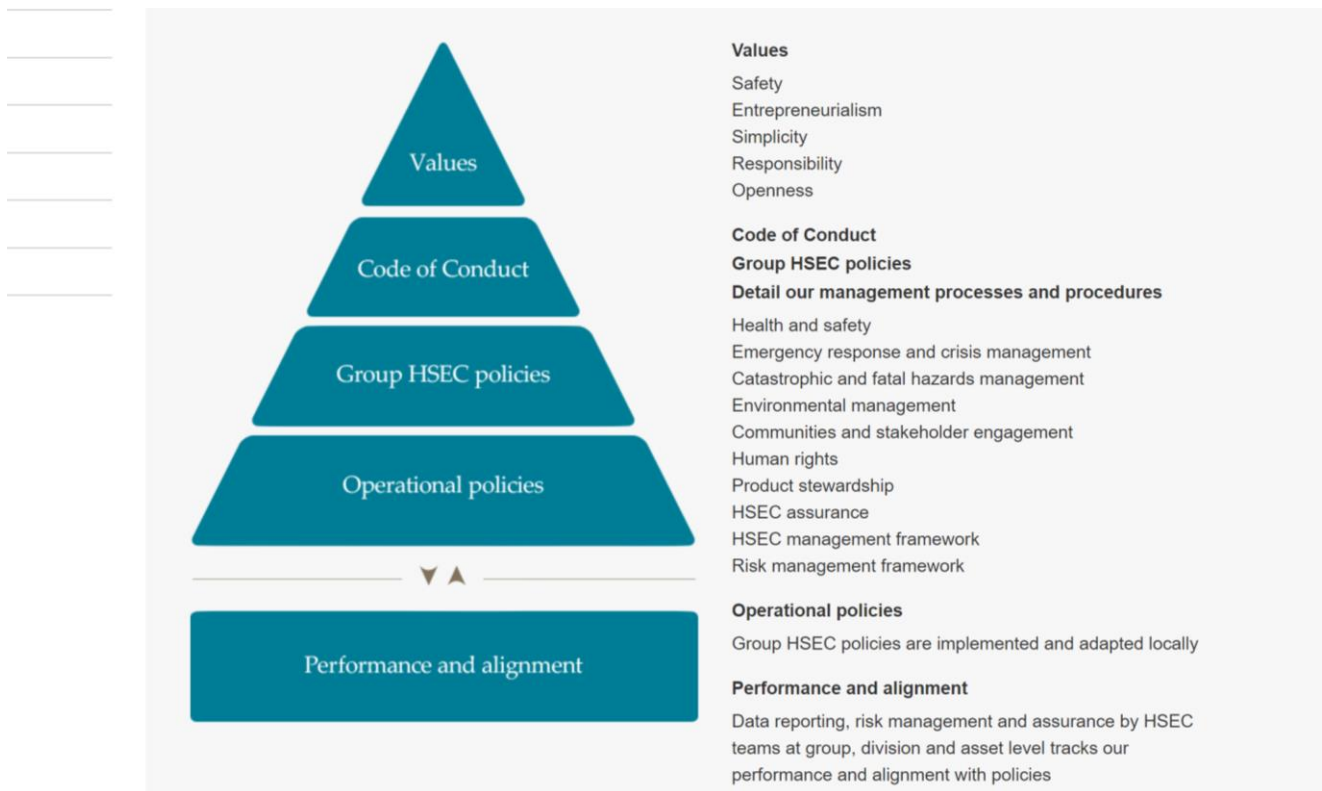 Values
Code of Conduct
Group HSEC policies
Operational policies
Performance and alignment
Values
Safety
Entrepreneurialism
Simplicity
Responsibility
Openness
Code of Conduct
Group HSEC policies
Detail our management processes and procedures
Health and safety
Emergency response and crisis management
Catastrophic and fatal hazards management
Environmental management
Communities and stakeholder engagement
Human rights
Product stewardship
HSEC assurance
HSEC management framework
Risk management framework
Operational policies
Group HSEC policies are implemented and adapted locally
Performance and alignment
Data reporting, risk management and assurance by HSEC
teams at group, division and asset level tracks our
performance and alignment with policies